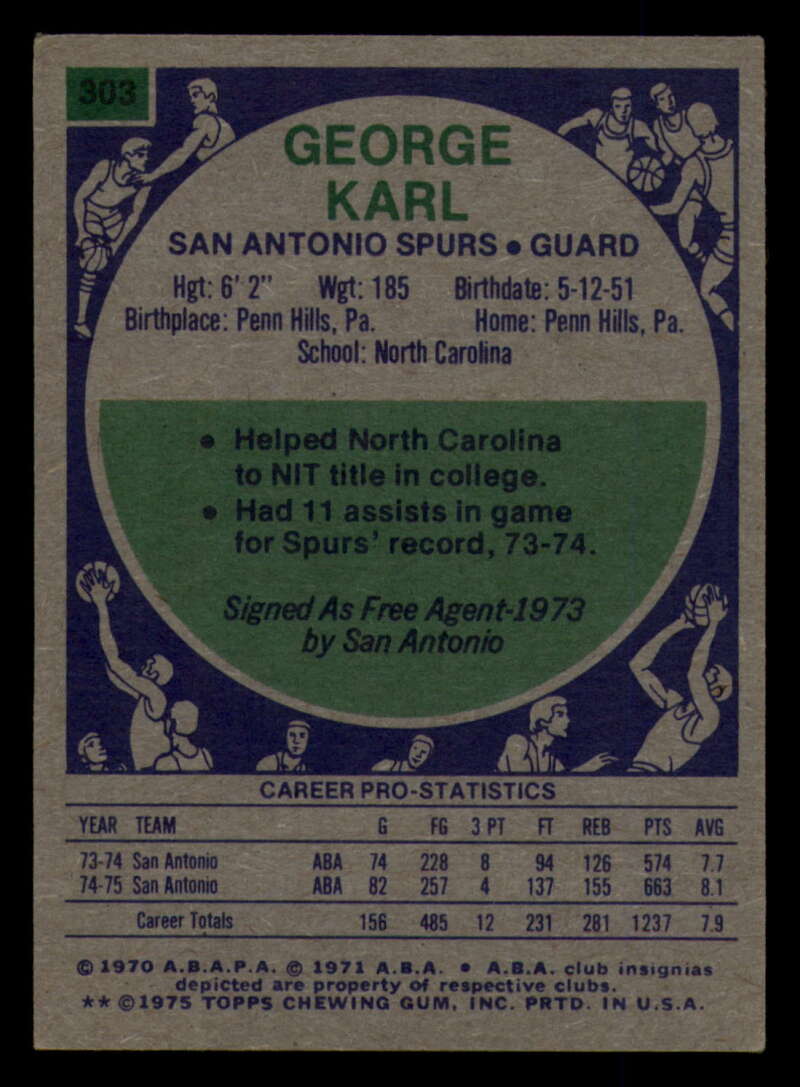 303
GEORGE
KARL
SAN ANTONIO SPURS • GUARD
Hgt: 6' 2" Wgt: 185 Birthdate: 5-12-51
Birthplace: Penn Hills, Pa. Home: Penn Hills, Pa.
School: North Carolina
• Helped North Carolina
to NIT title in college.
• Had 11 assists in game
for Spurs' record, 73-74.
Signed As Free Agent-1973
by San Antonio
CAREER PRO-STATISTICS
YEAR TEAM G FG 3 PT FT REB PTS AVG
73-74 San Antonio ABA 74 228 8 94 126 574 7.7
74-75 San Antonio ABA 82 257 4 137 155 663 8.1
Career Totals 156 485 12 231 281 1237 7.9
© 1970 A.B.A.P.A. © 1971 A.B.A. • A.B.A. club insignias
depicted are property of respective clubs.
** ©1975 TOPPS CHEWING GUM, INC. PRTD. IN U.S.A.